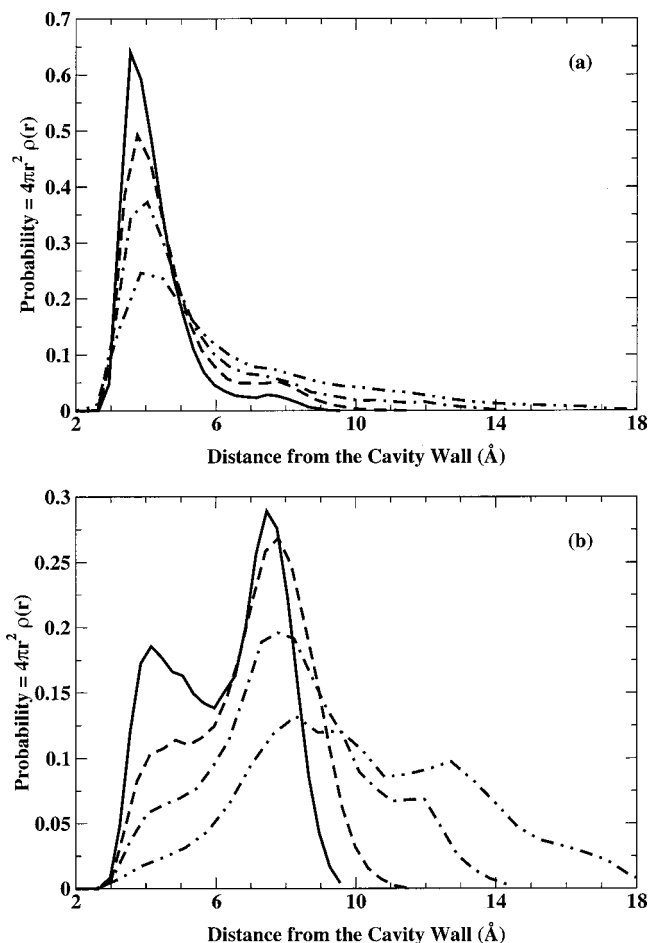 0.7
0.6
0.5
0.4
0.3
0.2
0.1
0
(a)
Probability = 4πr² ρ(r)
2 6 10 14 18
Distance from the Cavity Wall (Å)
0.3
0.25
0.2
0.15
0.1
0.05
0
(b)
Probability = 4πr² ρ(r)
2 6 10 14 18
Distance from the Cavity Wall (Å)